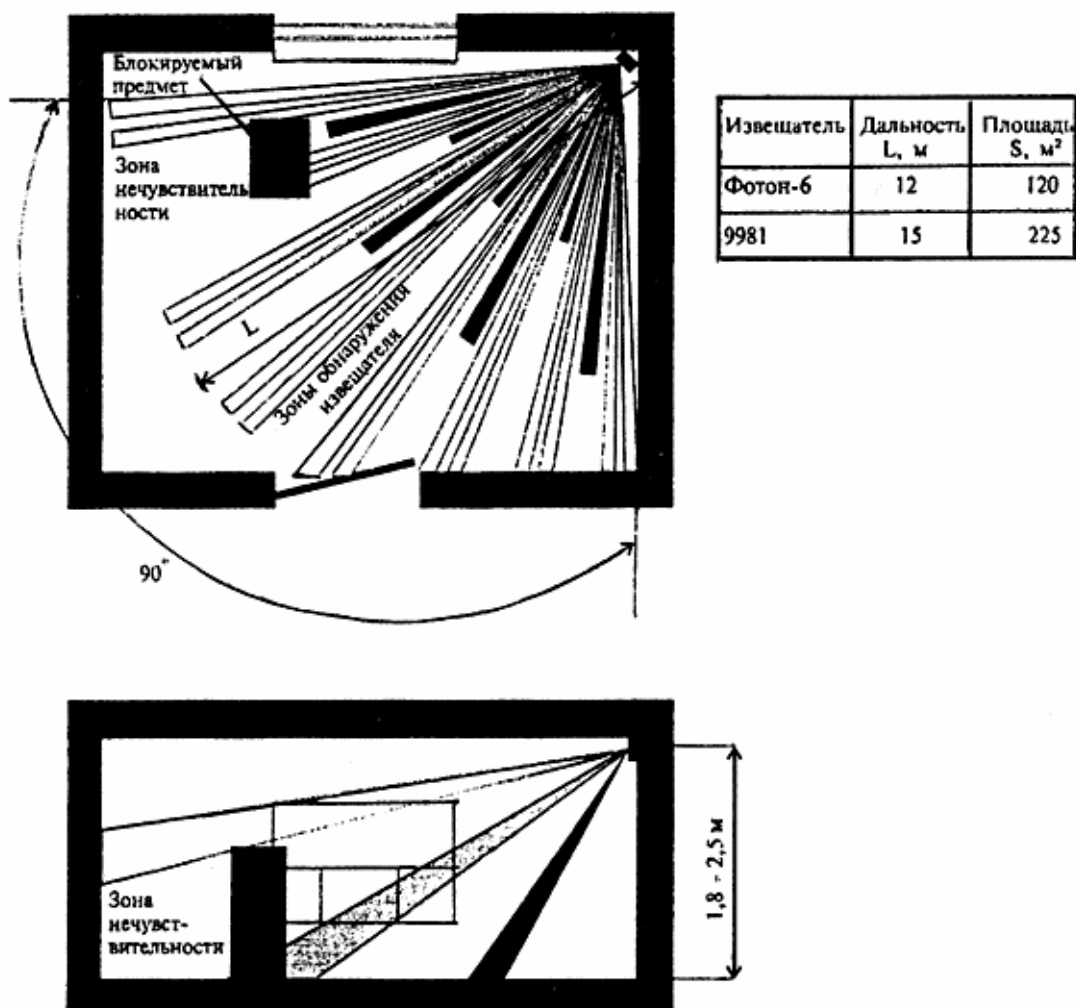 Блокируемый
предмет
Зона
нечувствитель
ности
L
Зоны обнаружения
извещателя
90°
Извещатель Дальность L, м Площадь S, м²
Фотон-6 12 120
9981 15 225
Зона
нечувст-
вительности
1,8 - 2,5 м